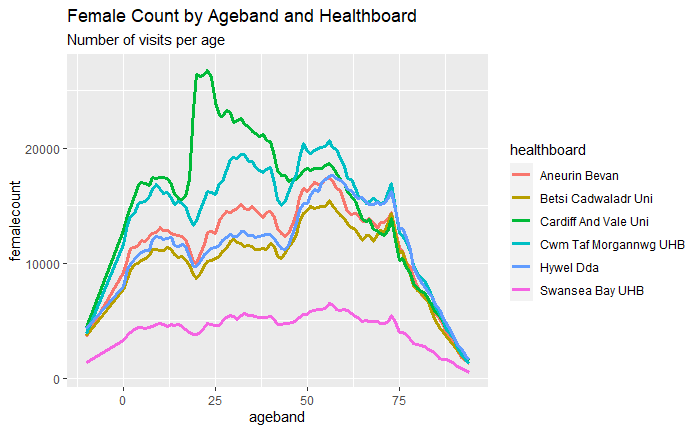 Female Count by Ageband and Healthboard
Number of visits per age
femalecount
20000
10000
0
0
25
50
75
ageband
healthboard
Aneurin Bevan
Betsi Cadwaladr Uni
Cardiff And Vale Uni
Cwm Taf Morgannwg UHB
Hywel Dda
Swansea Bay UHB